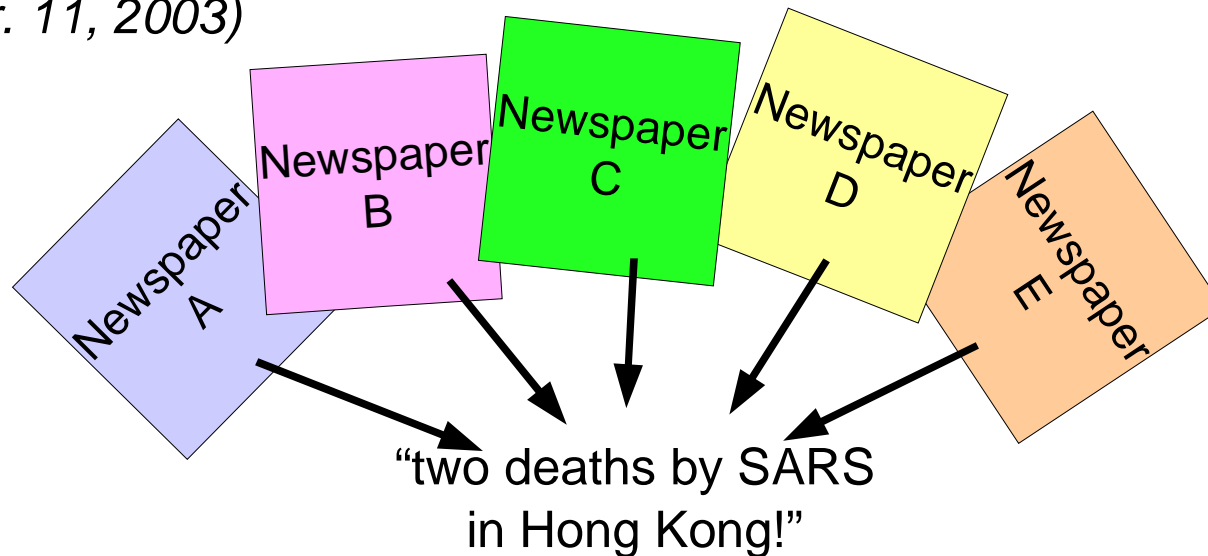 r. 11, 2003)
Newspaper
A
Newspaper
B
Newspaper
C
Newspaper
D
Newspaper
E
“two deaths by SARS
in Hong Kong!”